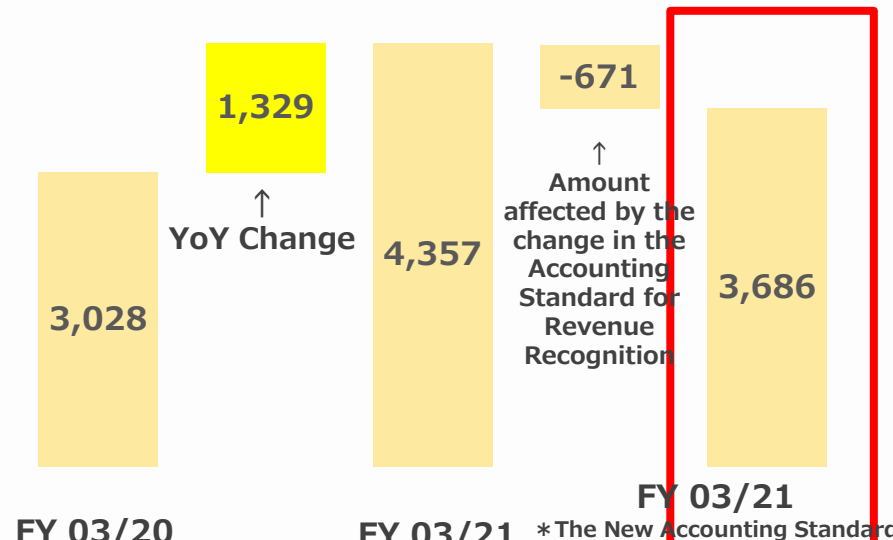 1,329
-671
↑
YoY Change
↑
Amount
affected by the
change in the
Accounting
Standard for
Revenue
Recognition
3,028
4,357
3,686
FY 03/20
FY 03/21
FY 03/21
*The New Accounting Standard